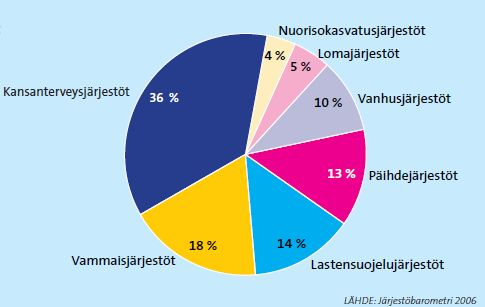 Nuorisokasvatusjärjestöt
4 %
Lomajärjestöt
5 %
Kansanterveysjärjestöt
36 %
10 %
Vanhusjärjestöt
13 %
Päihdejärjestöt
18 %
14 %
Vammaisjärjestöt
Lastensuojelujärjestöt
LÄHDE: Järjestöbarometri 2006